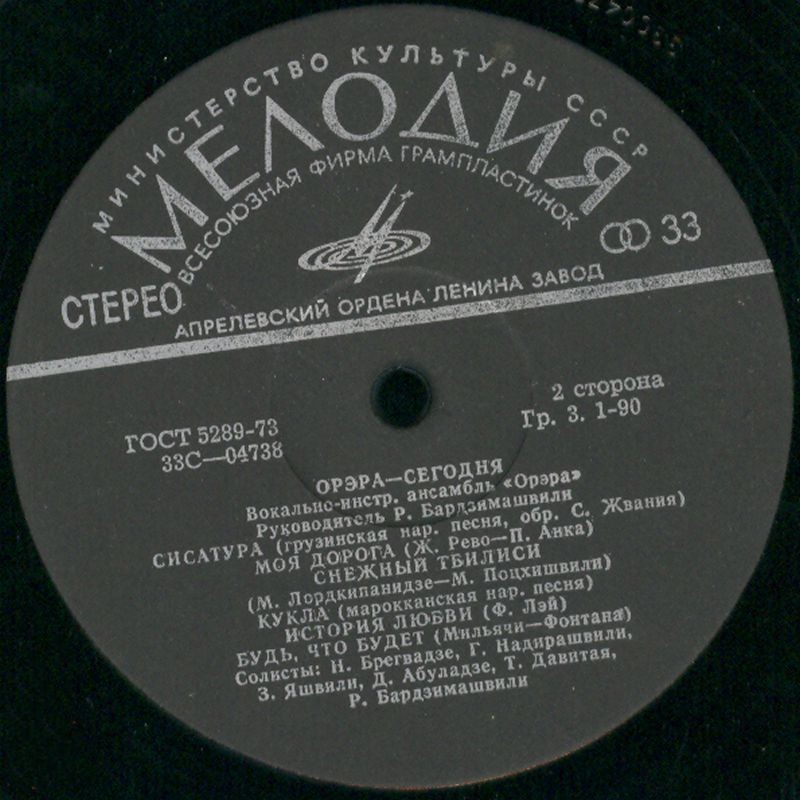 МИНИСТЕРСТВО КУЛЬТУРЫ СССР
МЕЛОДИЯ
ВСЕСОЮЗНАЯ ФИРМА ГРАМПЛАСТИНОК
33
СТЕРЕО
АПРЕЛЕВСКИЙ ОРДЕНА ЛЕНИНА ЗАВОД
ГОСТ 5289-73
33С—04738
2 сторона
Гр. 3. 1-90
ОРЭРА—СЕГОДНЯ
Вокально-инстр. ансамбль «Орэра»
Руководитель Р. Бардзимашвили
СИСАТУРА (грузинская нар. песня, обр. С. Жвания)
МОЯ ДОРОГА (Ж. Рево—П. Анка)
СНЕЖНЫЙ ТБИЛИСИ
(М. Лордкипанидзе—М. Поцхишвили)
КУКЛА (марокканская нар. песня)
ИСТОРИЯ ЛЮБВИ (Ф. Лэй)
БУДЬ, ЧТО БУДЕТ (Мильячи—Фонтана)
Солисты: Н. Брегвадзе, Г. Надирашвили,
З. Яшвили, Д. Абуладзе, Т. Давитая,
Р. Бардзимашвили